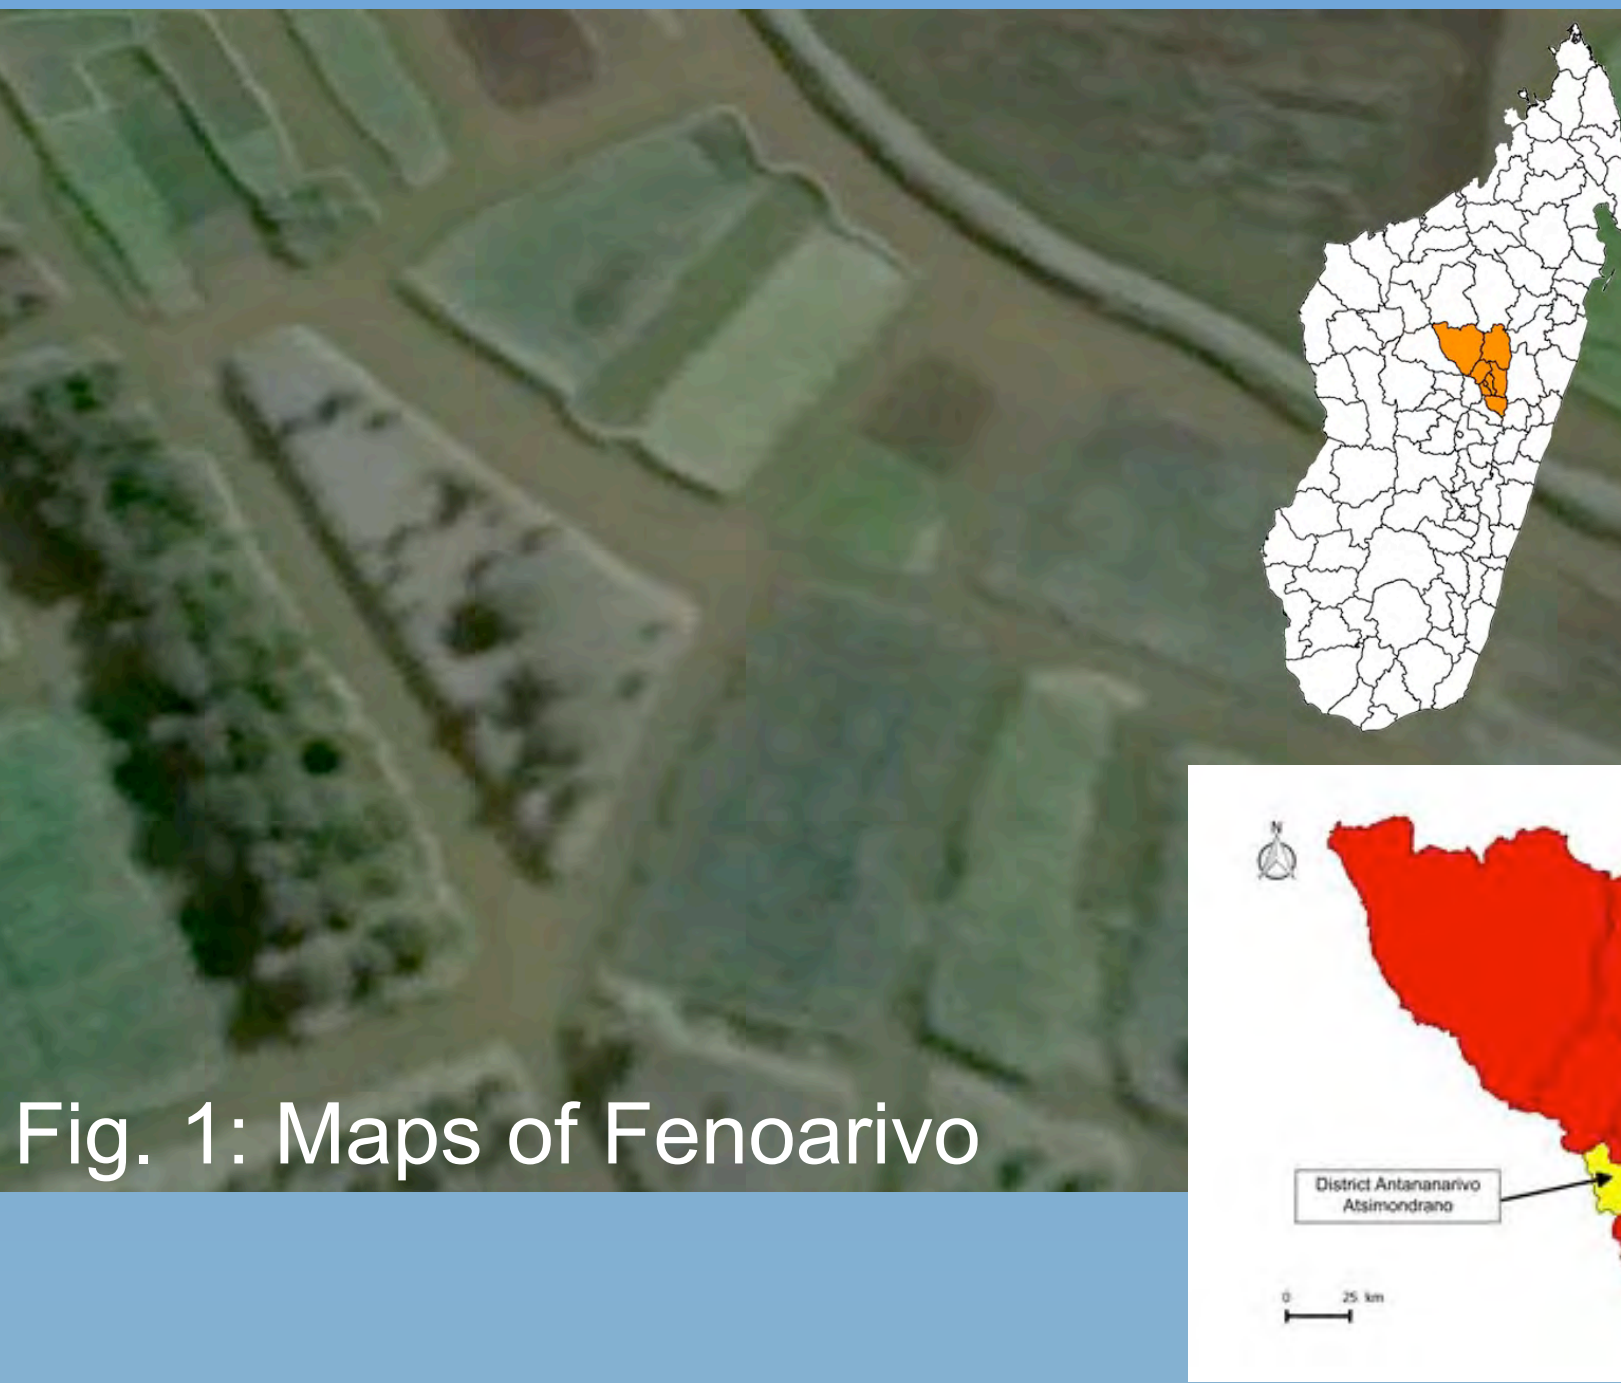 Fig. 1: Maps of Fenoarivo
N
District Antananarivo
Atsimondrano
0 25 km